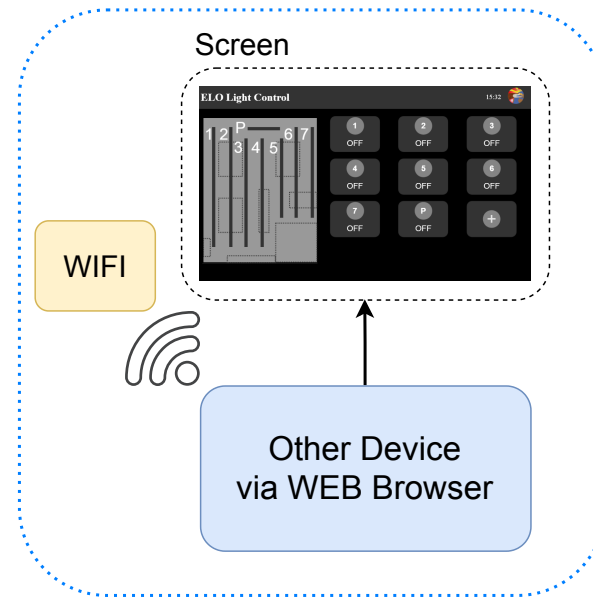 Screen
ELO Light Control
15:32
1 2 P 3 4 5 6 7
1
OFF
2
OFF
3
OFF
4
OFF
5
OFF
6
OFF
7
OFF
P
OFF
+
WIFI
Other Device
via WEB Browser